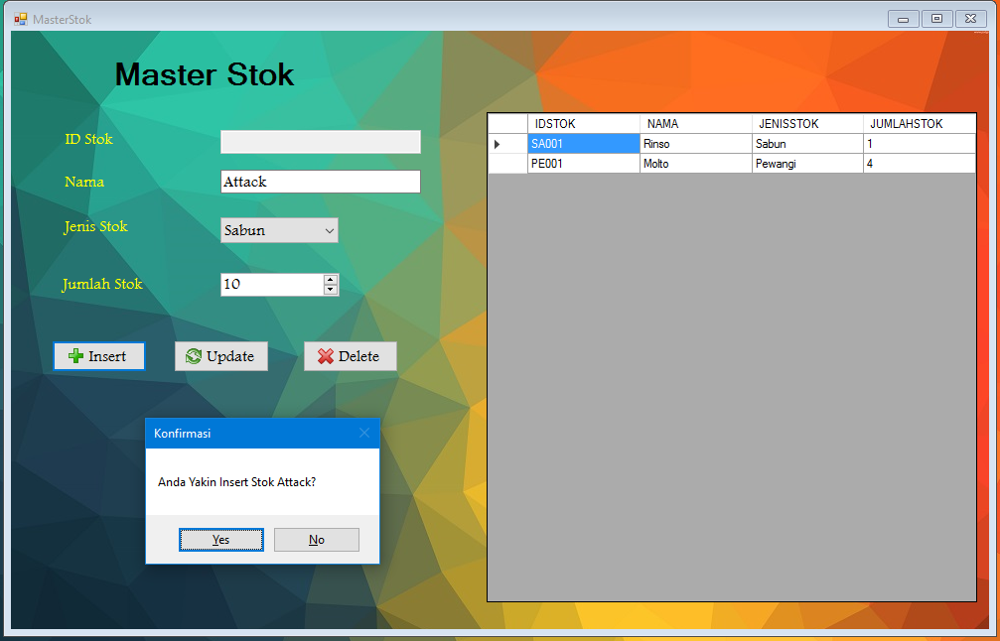 MasterStok
Master Stok
ID Stok
Nama Attack
Jenis Stok Sabun
Jumlah Stok 10
Insert Update Delete
Konfirmasi
Anda Yakin Insert Stok Attack?
Yes No
IDSTOK NAMA JENISSTOK JUMLAHSTOK
SA001 Rinso Sabun 1
PE001 Molto Pewangi 4